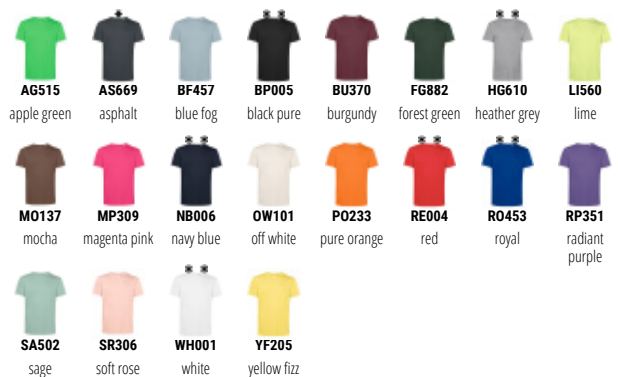 AG515 AS669 BF457 BP005 BU370 FG882 HG610 LI560
apple green asphalt blue fog black pure burgundy forest green heather grey lime
MO137 MP309 NB006 OW101 PO233 RE004 RO453 RP351
mocha magenta pink navy blue off white pure orange red royal radiant
purple
SA502 SR306 WH001 YF205
sage soft rose white yellow fizz